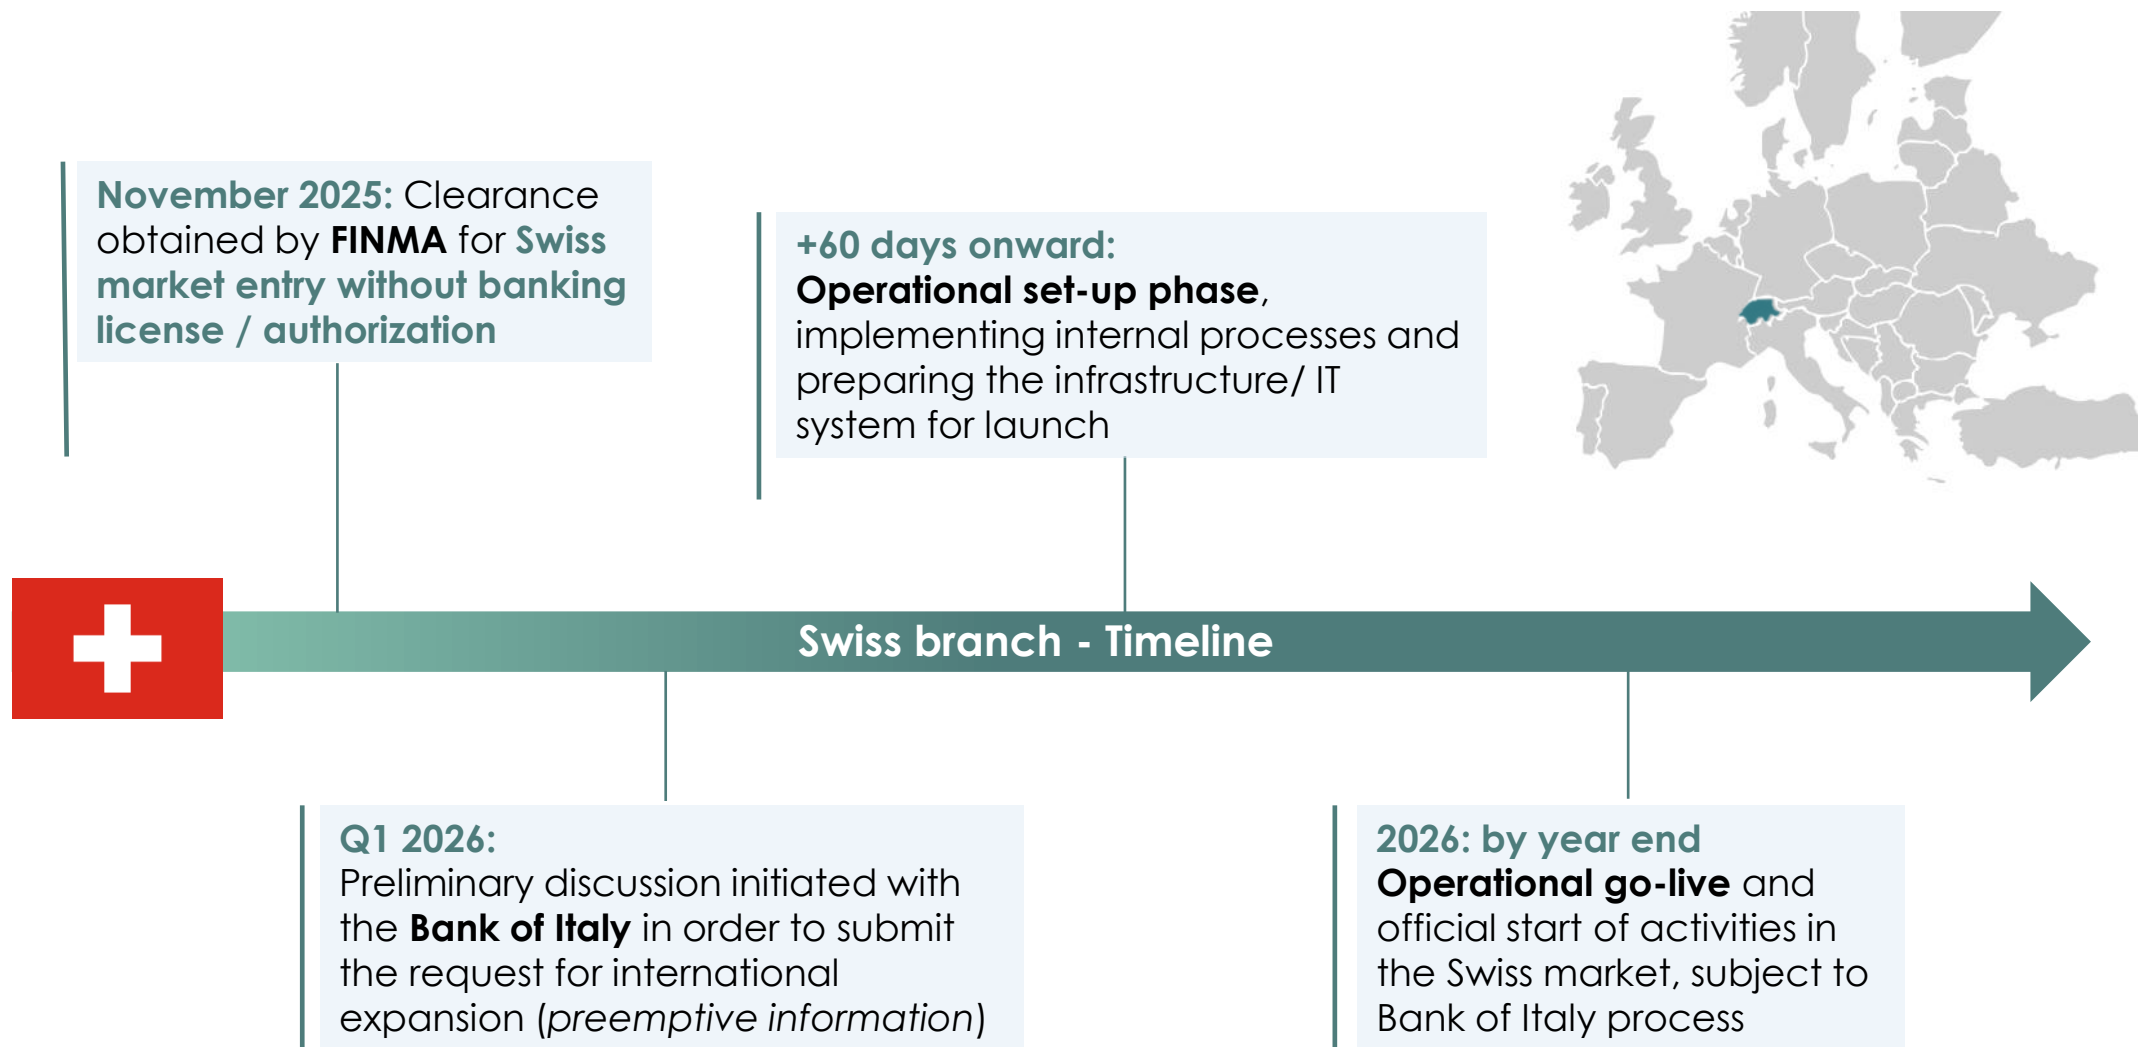 November 2025: Clearance
obtained by FINMA for Swiss
market entry without banking
license / authorization
+60 days onward:
Operational set-up phase,
implementing internal processes and
preparing the infrastructure/ IT
system for launch
Swiss branch - Timeline
Q1 2026:
Preliminary discussion initiated with
the Bank of Italy in order to submit
the request for international
expansion (preemptive information)
2026: by year end
Operational go-live and
official start of activities in
the Swiss market, subject to
Bank of Italy process